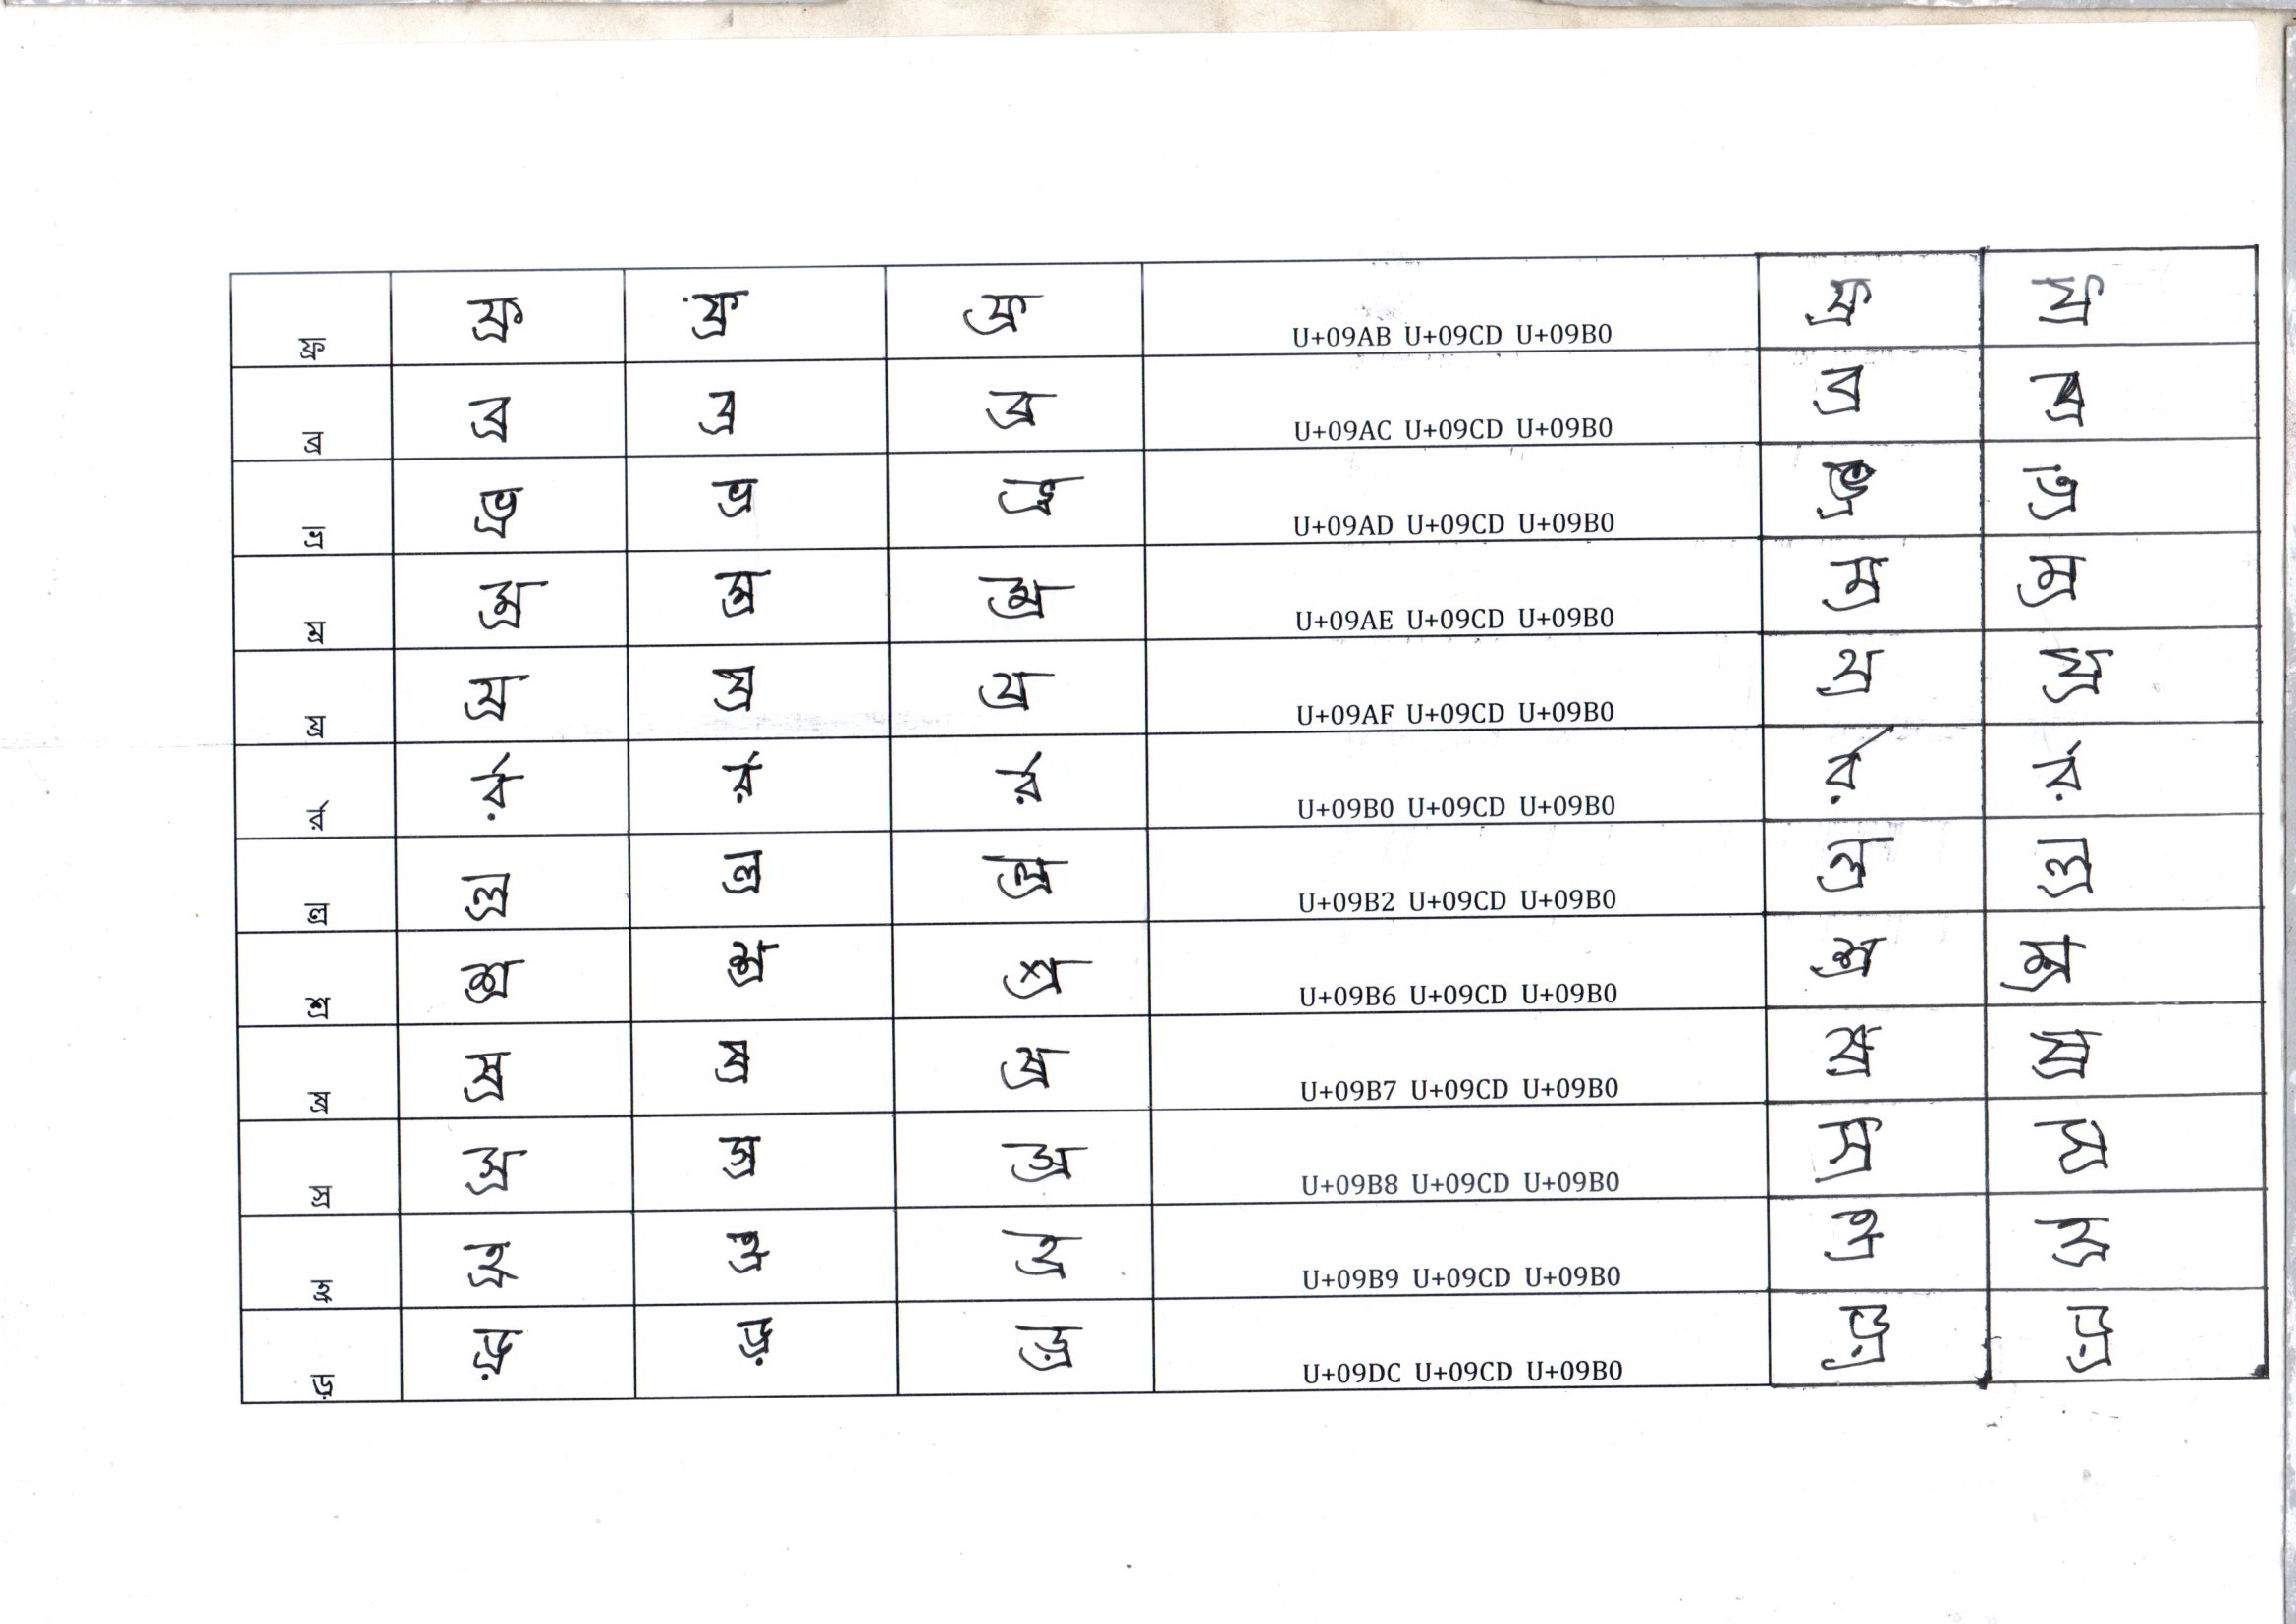 ফ্র ফ্র ফ্র ফ্র U+09AB U+09CD U+09B0 ফ্র ফ্র
ব্র ব্র ব্র ব্র U+09AC U+09CD U+09B0 ব্র ব্র
ভ্র ভ্র ভ্র ভ্র U+09AD U+09CD U+09B0 ভ্র ভ্র
ম্র ম্র ম্র ম্র U+09AE U+09CD U+09B0 ম্র ম্র
য্র য্র য্র য্র U+09AF U+09CD U+09B0 য্র য্র
র্র র্র র্র র্র U+09B0 U+09CD U+09B0 র্র র্র
ল্র ল্র ল্র ল্র U+09B2 U+09CD U+09B0 ল্র ল্র
শ্র শ্র শ্র শ্র U+09B6 U+09CD U+09B0 শ্র শ্র
ষ্র ষ্র ষ্র ষ্র U+09B7 U+09CD U+09B0 ষ্র ষ্র
স্র স্র স্র স্র U+09B8 U+09CD U+09B0 স্র স্র
হ্র হ্র হ্র হ্র U+09B9 U+09CD U+09B0 হ্র হ্র
ড়্র ড়্র ড়্র ড়্র U+09DC U+09CD U+09B0 ড়্র ড়্র